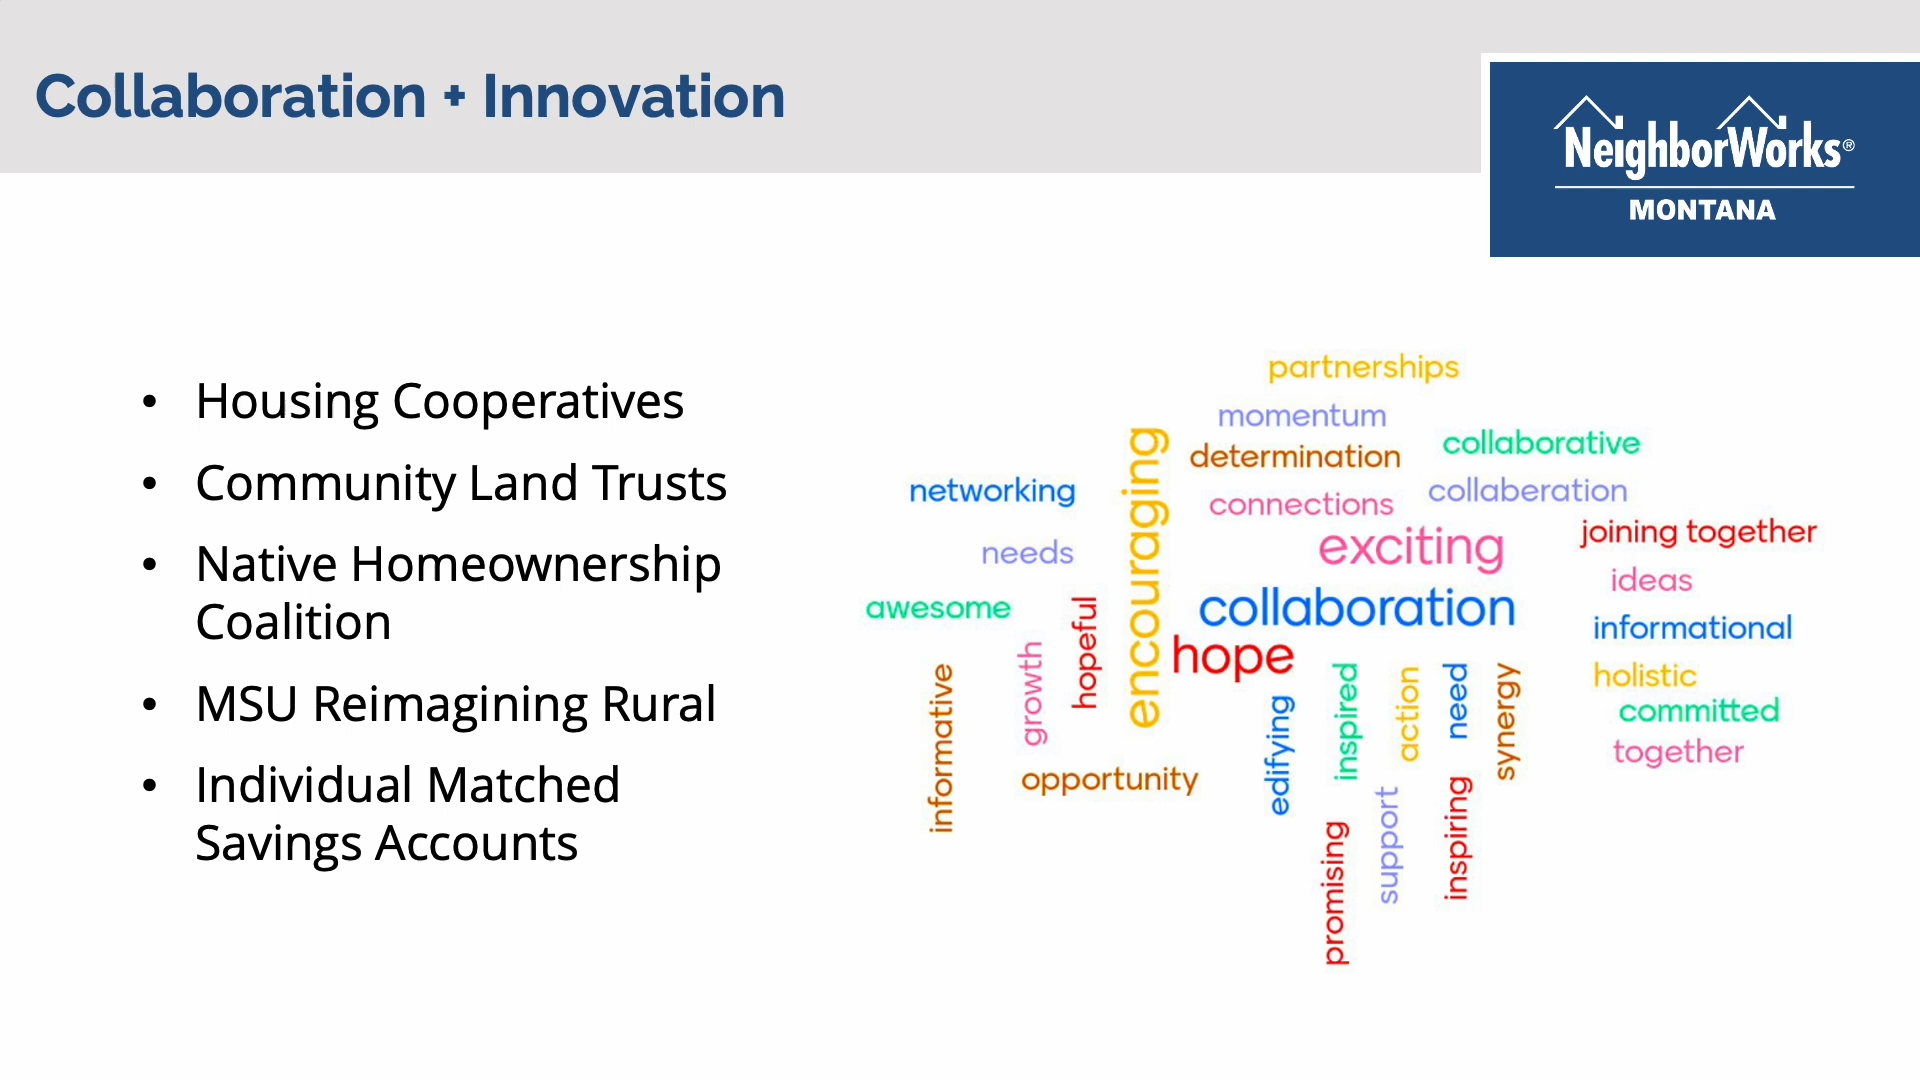 Collaboration + Innovation
NeighborWorks®
MONTANA
• Housing Cooperatives
• Community Land Trusts
• Native Homeownership
Coalition
• MSU Reimagining Rural
• Individual Matched
Savings Accounts
partnerships
momentum
determination
collaborative
networking
connections
collaberation
encouraging
joining together
needs
exciting
ideas
awesome
hopeful
collaboration
informational
growth
hope
holistic
informative
edifying
inspired
action
need
synergy
committed
together
opportunity
promising
support
inspiring